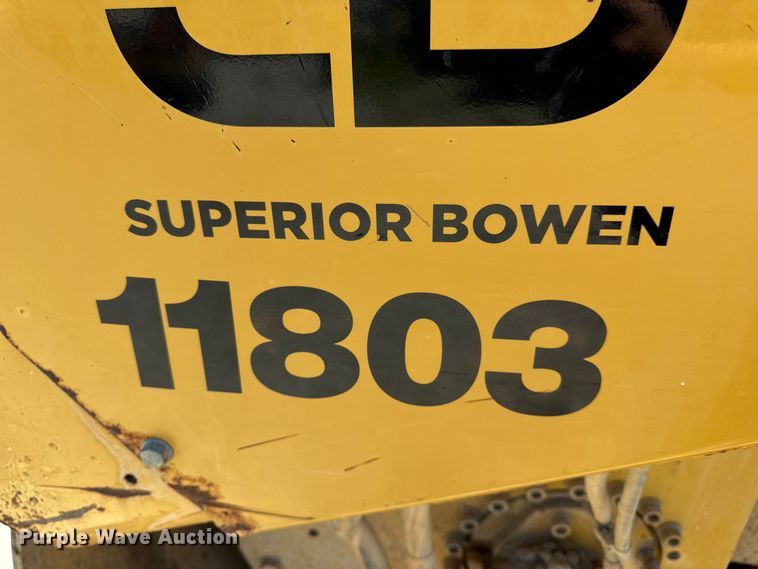 SUPERIOR BOWEN
11803
Purple Wave Auction